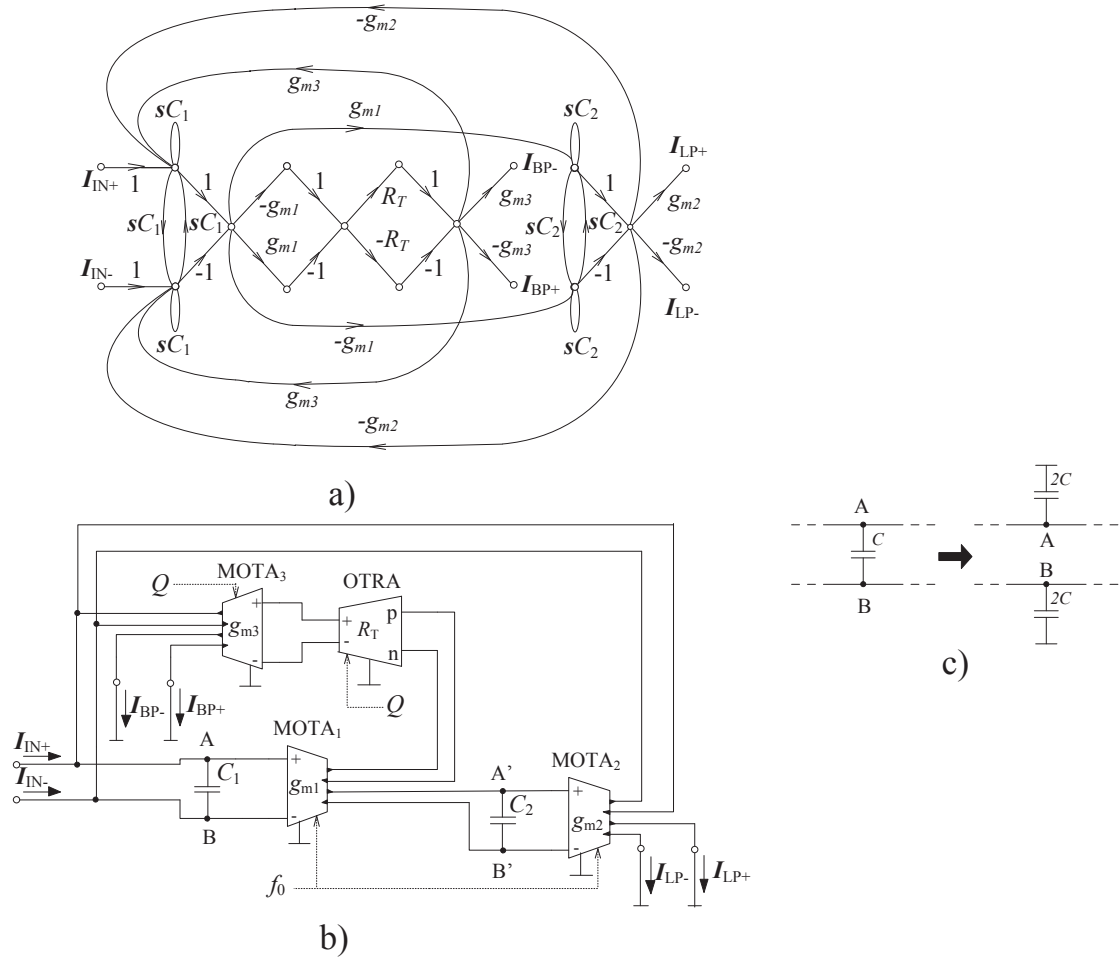 -gm2
gm3
sC1 gm1 sC2
IIN+ 1 1 1 IBP- 1 ILP+
sC1 sC1 -gm1 RT gm3 sC2 sC2 gm2
gm1 -RT -gm3 -gm2
IIN- 1 -1 -1 -1 IBP+ -1 ILP-
sC1 -gm1 sC2
gm3
-gm2
a)
Q MOTA3 OTRA
gm3 + - + - RT p n
IBP- IBP+ Q
MOTA1
IIN+ A + MOTA2
C1 gm1 A' +
IIN- C2 gm2
B - B' -
ILP- ILP+
f0
b)
2C
A
C A
B
B 2C
c)